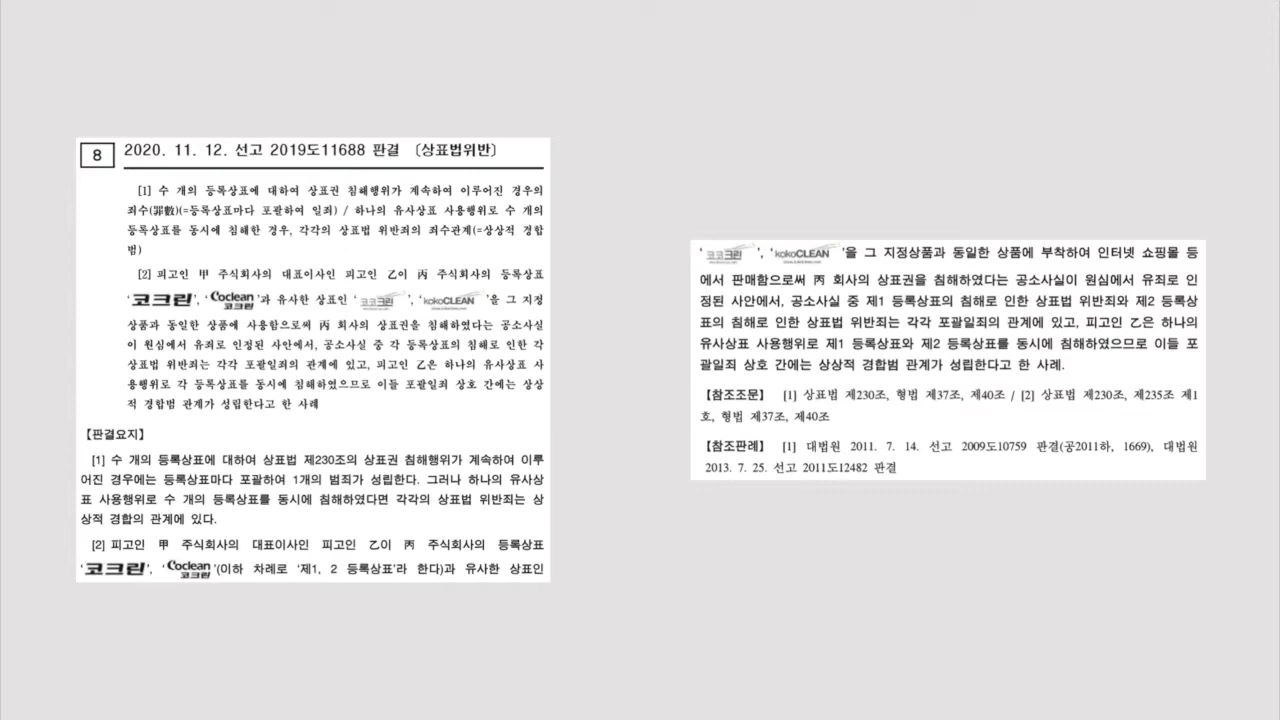 8
2020. 11. 12. 선고 2019도11688 판결 〔상표법위반〕
[1] 수 개의 등록상표에 대하여 상표권 침해행위가 계속하여 이루어진 경우의
죄수(罪數)(=등록상표마다 포괄하여 일죄) / 하나의 유사상표 사용행위로 수 개의
등록상표를 동시에 침해한 경우, 각각의 상표법 위반죄의 죄수관계(=상상적 경합
범)
[2] 피고인 甲 주식회사의 대표이사인 피고인 乙이 丙 주식회사의 등록상표
‘코크린’, ‘Coclean 코크린’과 유사한 상표인 ‘코코크린’, ‘kokoCLEAN’을 그 지정
상품과 동일한 상품에 사용함으로써 丙 회사의 상표권을 침해하였다는 공소사실
이 원심에서 유죄로 인정된 사안에서, 공소사실 중 각 등록상표의 침해로 인한 각
상표법 위반죄는 각각 포괄일죄의 관계에 있고, 피고인 乙은 하나의 유사상표 사
용행위로 각 등록상표를 동시에 침해하였으므로 이들 포괄일죄 상호 간에는 상상
적 경합범 관계가 성립한다고 한 사례
【판결요지】
[1] 수 개의 등록상표에 대하여 상표법 제230조의 상표권 침해행위가 계속하여 이루
어진 경우에는 등록상표마다 포괄하여 1개의 범죄가 성립한다. 그러나 하나의 유사상
표 사용행위로 수 개의 등록상표를 동시에 침해하였다면 각각의 상표법 위반죄는 상
상적 경합의 관계에 있다.
[2] 피고인 甲 주식회사의 대표이사인 피고인 乙이 丙 주식회사의 등록상표
‘코크린’, ‘Coclean 코크린’(이하 차례로 ‘제1, 2 등록상표’라 한다)과 유사한 상표인
‘코코크린’, ‘kokoCLEAN’을 그 지정상품과 동일한 상품에 부착하여 인터넷 쇼핑몰 등
에서 판매함으로써 丙 회사의 상표권을 침해하였다는 공소사실이 원심에서 유죄로 인
정된 사안에서, 공소사실 중 제1 등록상표의 침해로 인한 상표법 위반죄와 제2 등록상
표의 침해로 인한 상표법 위반죄는 각각 포괄일죄의 관계에 있고, 피고인 乙은 하나의
유사상표 사용행위로 제1 등록상표와 제2 등록상표를 동시에 침해하였으므로 이들 포
괄일죄 상호 간에는 상상적 경합범 관계가 성립한다고 한 사례.
【참조조문】 [1] 상표법 제230조, 형법 제37조, 제40조 / [2] 상표법 제230조, 제235조 제1
호, 형법 제37조, 제40조
【참조판례】 [1] 대법원 2011. 7. 14. 선고 2009도10759 판결(공2011하, 1669), 대법원
2013. 7. 25. 선고 2011도12482 판결